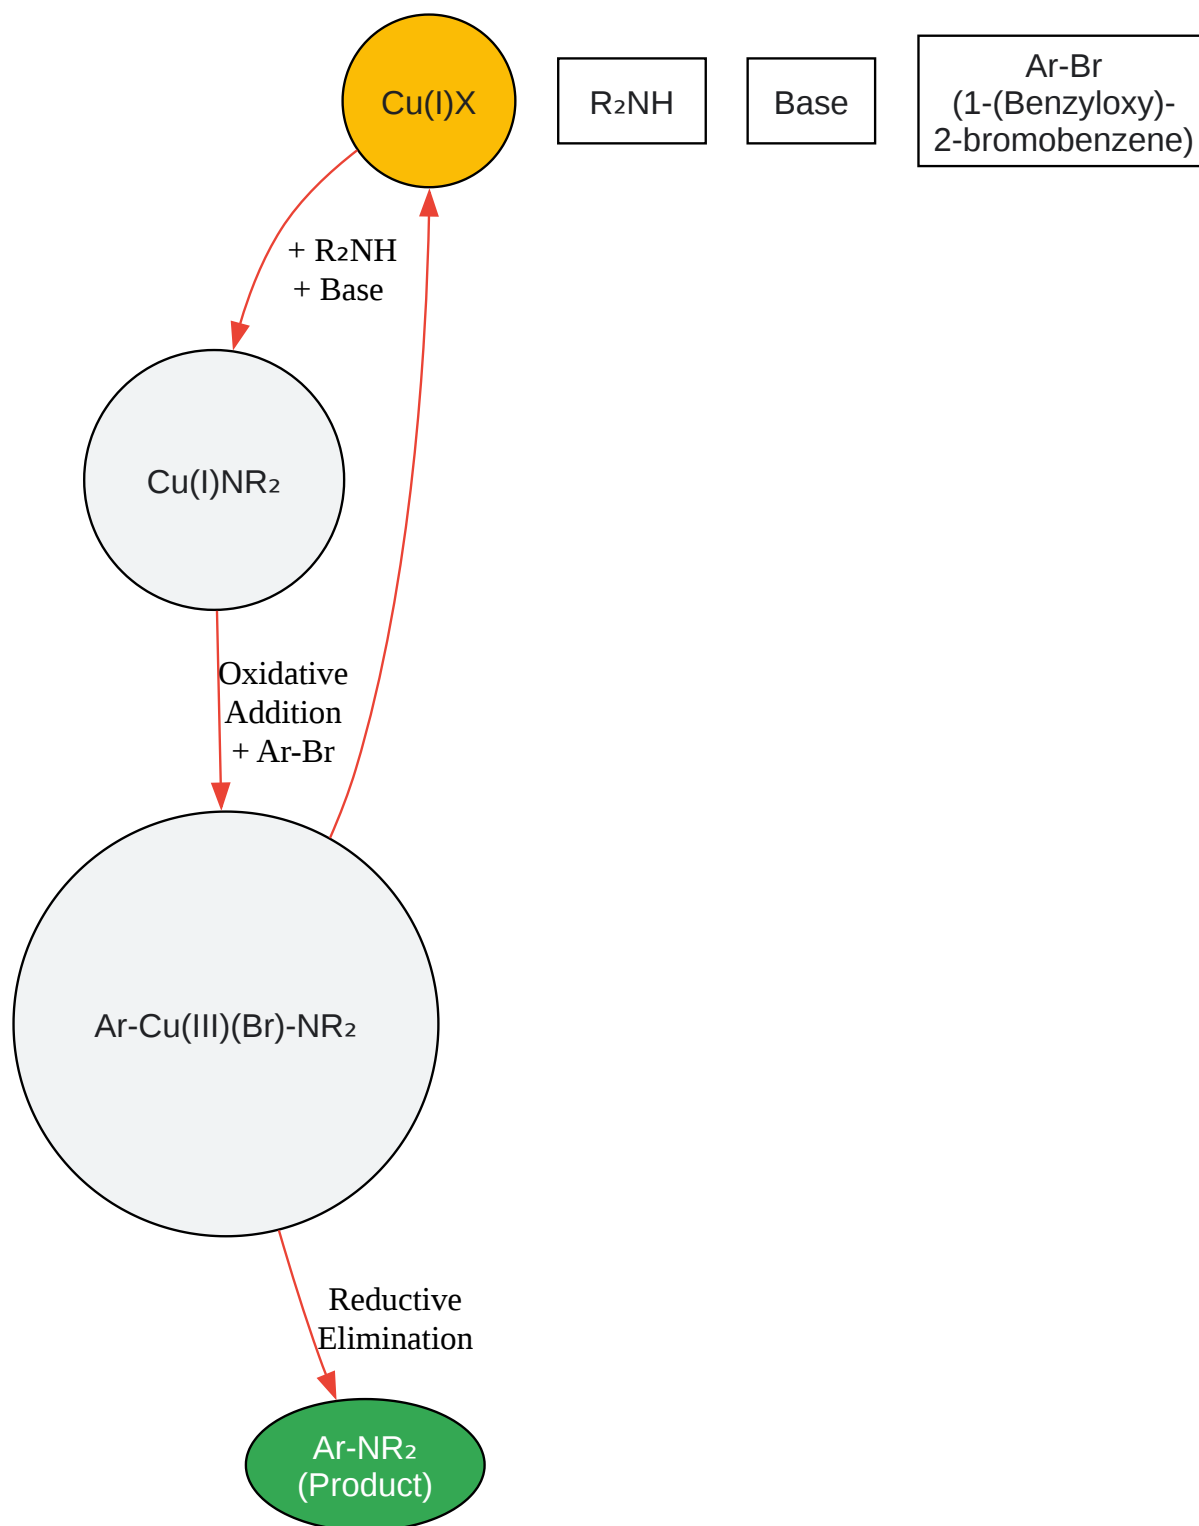 Cu(I)X
R₂NH
Base
Ar-Br
(1-(Benzyloxy)-
2-bromobenzene)
+ R₂NH
+ Base
Cu(I)NR₂
Oxidative
Addition
+ Ar-Br
Ar-Cu(III)(Br)-NR₂
Reductive
Elimination
Ar-NR₂
(Product)